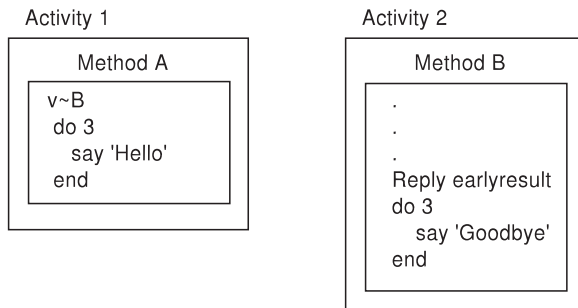 Activity 1
Method A
v~B
do 3
say 'Hello'
end
Activity 2
Method B
.
.
.
Reply earlyresult
do 3
say 'Goodbye'
end